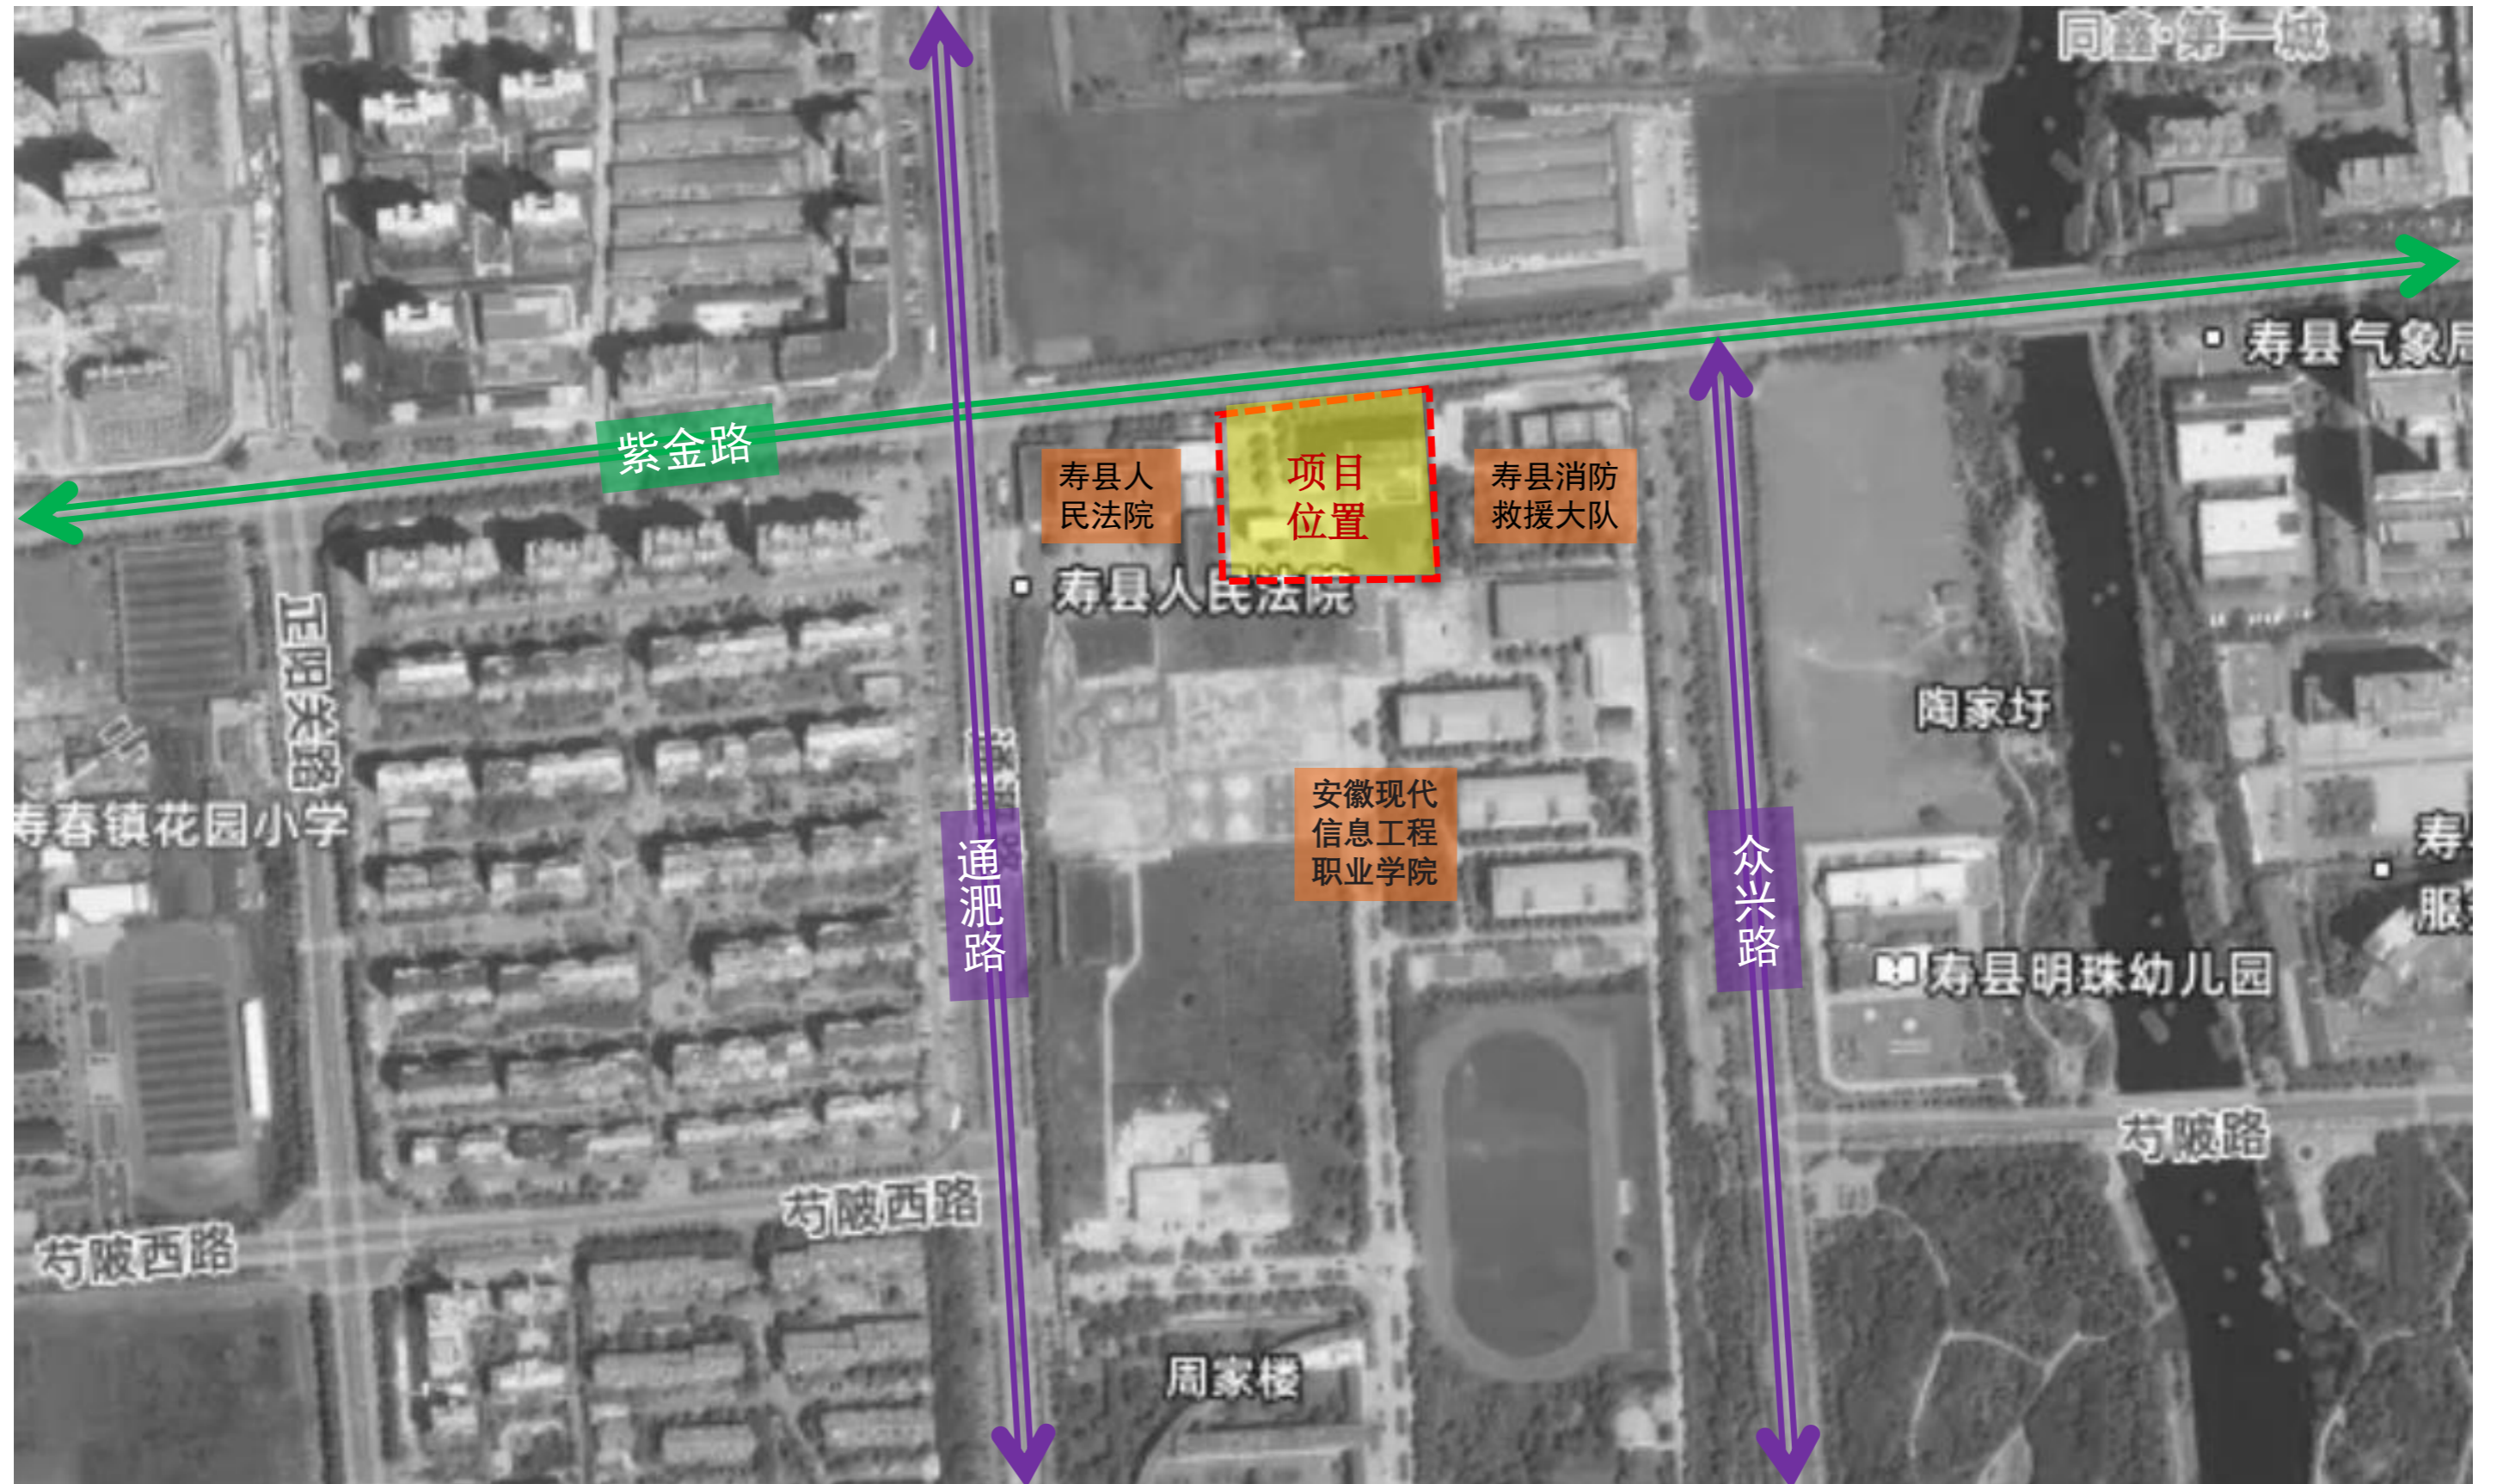 同鑫·第一城
寿县气象局
紫金路
寿县人
民法院
项目
位置
寿县消防
救援大队
寿县人民法院
正阳关路
陶家圩
安徽现代
信息工程
职业学院
寿春镇花园小学
通淝路
众兴路
寿
服
寿县明珠幼儿园
芍陂路
芍陂西路
芍陂西路
周家楼